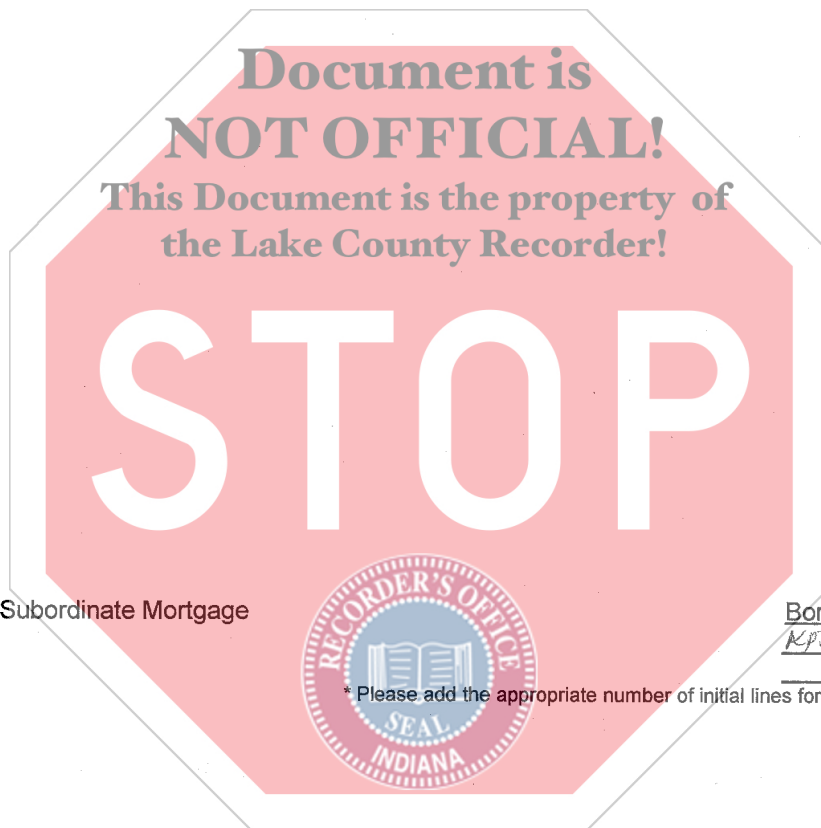 Document is
NOT OFFICIAL!
This Document is the property of
the Lake County Recorder!
STOP
Subordinate Mortgage
RECORDER'S OFFICE
SEAL
INDIANA
* Please add the appropriate number of initial lines for